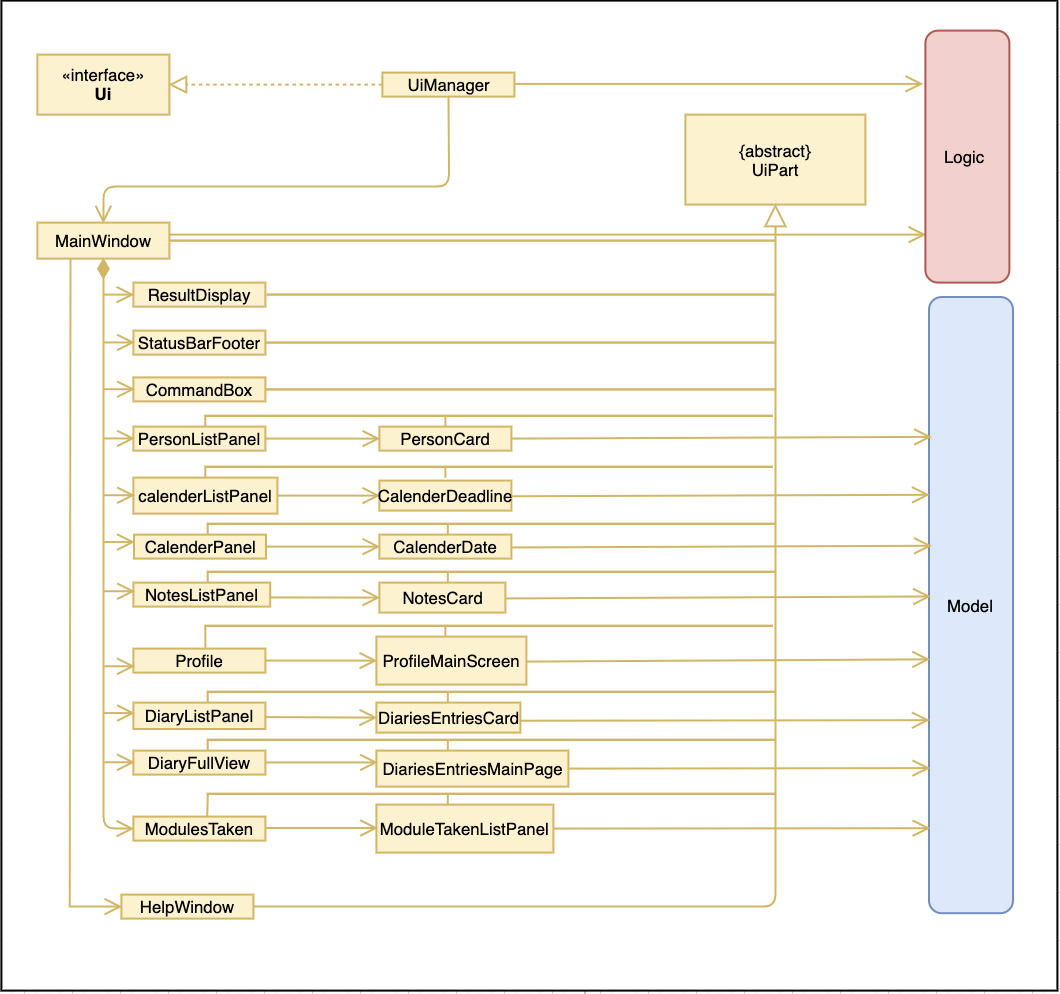 «interface»
Ui
UiManager
{abstract}
UiPart
Logic
MainWindow
ResultDisplay
StatusBarFooter
CommandBox
PersonListPanel
PersonCard
calenderListPanel
CalenderDeadline
CalenderPanel
CalenderDate
NotesListPanel
NotesCard
Model
Profile
ProfileMainScreen
DiaryListPanel
DiariesEntriesCard
DiaryFullView
DiariesEntriesMainPage
ModulesTaken
ModuleTakenListPanel
HelpWindow